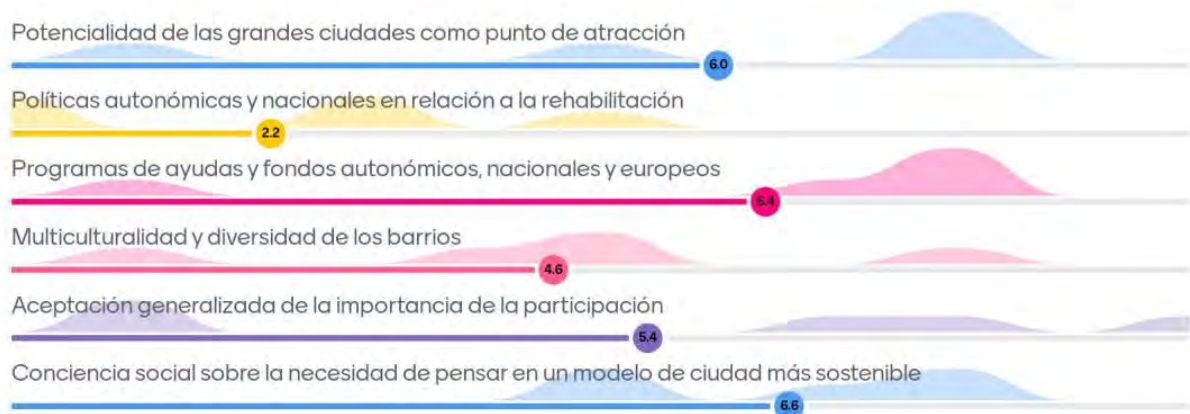 Potencialidad de las grandes ciudades como punto de atracción
6.0
Políticas autonómicas y nacionales en relación a la rehabilitación
2.2
Programas de ayudas y fondos autonómicos, nacionales y europeos
6.4
Multiculturalidad y diversidad de los barrios
4.6
Aceptación generalizada de la importancia de la participación
5.4
Conciencia social sobre la necesidad de pensar en un modelo de ciudad más sostenible
6.6